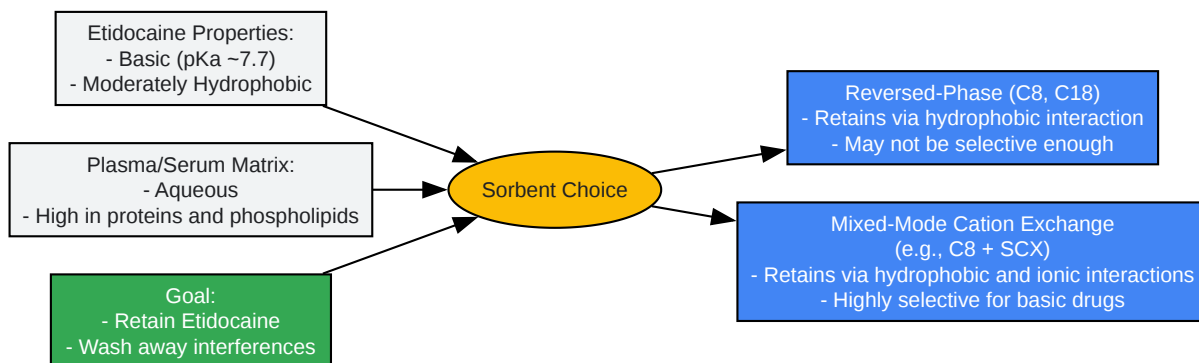 Etidocaine Properties:
- Basic (pKa ~7.7)
- Moderately Hydrophobic
Plasma/Serum Matrix:
- Aqueous
- High in proteins and phospholipids
Goal:
- Retain Etidocaine
- Wash away interferences
Sorbent Choice
Reversed-Phase (C8, C18)
- Retains via hydrophobic interaction
- May not be selective enough
Mixed-Mode Cation Exchange
(e.g., C8 + SCX)
- Retains via hydrophobic and ionic interactions
- Highly selective for basic drugs